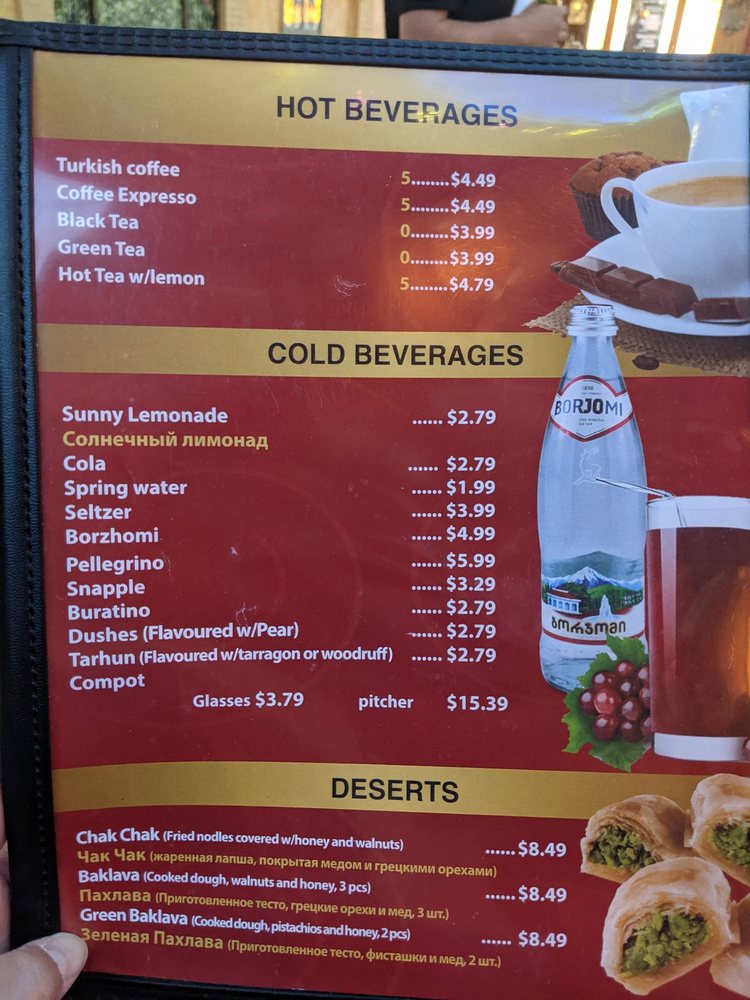 HOT BEVERAGES
Turkish coffee 5........$4.49
Coffee Expresso 5........$4.49
Black Tea 0........$3.99
Green Tea 0........$3.99
Hot Tea w/lemon 5........$4.79
COLD BEVERAGES
Sunny Lemonade ...... $2.79
Солнечный лимонад
Cola ....... $2.79
Spring water ...... $1.99
Seltzer ...... $3.99
Borzhomi ...... $4.99
Pellegrino ...... $5.99
Snapple ...... $3.29
Buratino ...... $2.79
Dushes (Flavoured w/Pear) ...... $2.79
Tarhun (Flavoured w/tarragon or woodruff) ...... $2.79
Compot
Glasses $3.79 pitcher $15.39
1890
BORJOMI
WATER
ბორჯომი
DESERTS
Chak Chak (Fried nodles covered w/honey and walnuts) ...... $8.49
Чак Чак (жаренная лапша, покрытая медом и грецкими орехами)
Baklava (Cooked dough, walnuts and honey, 3 pcs) ...... $8.49
Пахлава (Приготовленное тесто, грецкие орехи и мед, 3 шт.)
Green Baklava (Cooked dough, pistachios and honey, 2 pcs) ...... $8.49
Зеленая Пахлава (Приготовленное тесто, фисташки и мед, 2 шт.)